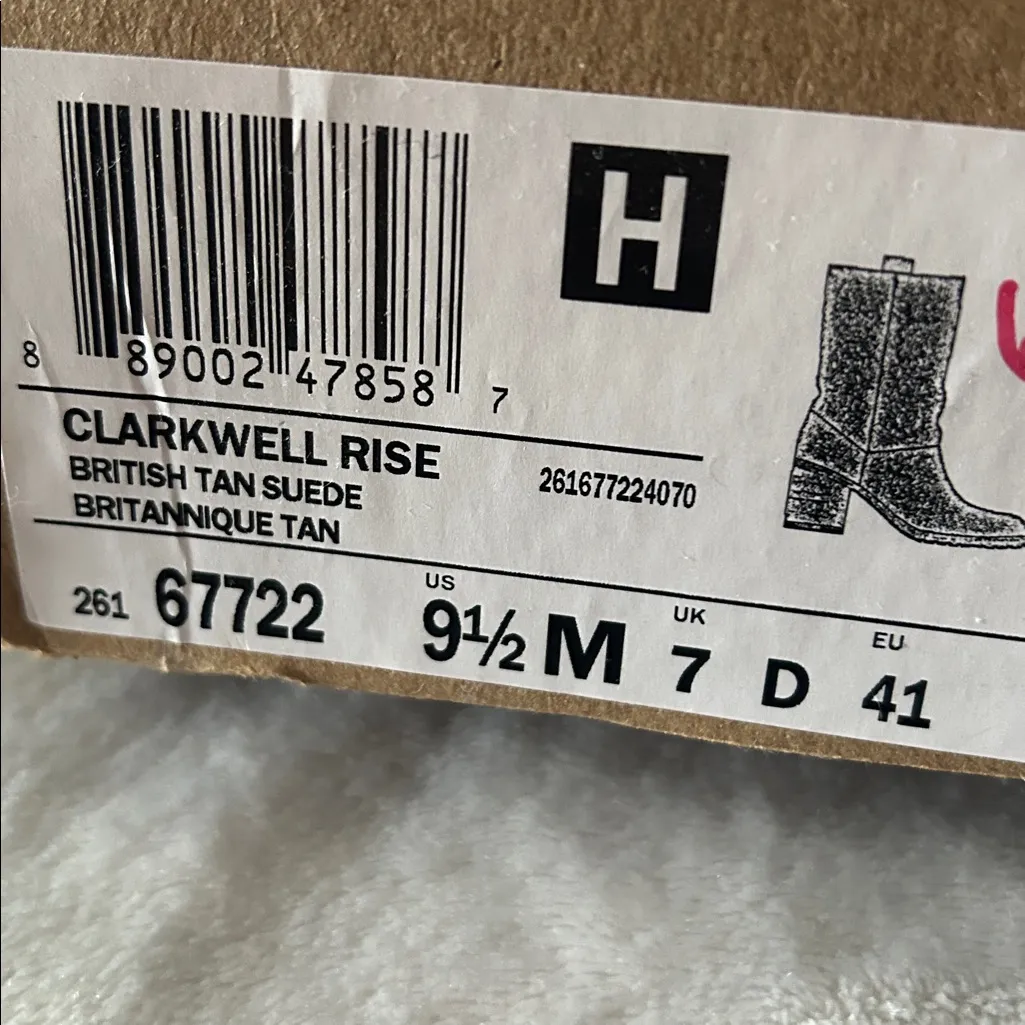 H
8 89002 47858 7
CLARKWELL RISE
BRITISH TAN SUEDE
BRITANNIQUE TAN
261677224070
261 67722
US
9½ M
UK
7 D
EU
41